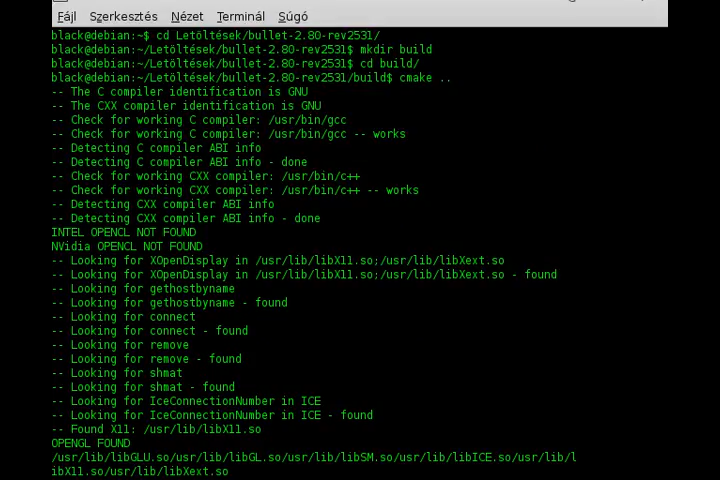 Fájl Szerkesztés Nézet Terminál Súgó
black@debian:~$ cd Letöltések/bullet-2.80-rev2531/
black@debian:~/Letöltések/bullet-2.80-rev2531$ mkdir build
black@debian:~/Letöltések/bullet-2.80-rev2531$ cd build/
black@debian:~/Letöltések/bullet-2.80-rev2531/build$ cmake ..
-- The C compiler identification is GNU
-- The CXX compiler identification is GNU
-- Check for working C compiler: /usr/bin/gcc
-- Check for working C compiler: /usr/bin/gcc -- works
-- Detecting C compiler ABI info
-- Detecting C compiler ABI info - done
-- Check for working CXX compiler: /usr/bin/c++
-- Check for working CXX compiler: /usr/bin/c++ -- works
-- Detecting CXX compiler ABI info
-- Detecting CXX compiler ABI info - done
INTEL OPENCL NOT FOUND
NVidia OPENCL NOT FOUND
-- Looking for XOpenDisplay in /usr/lib/libX11.so;/usr/lib/libXext.so
-- Looking for XOpenDisplay in /usr/lib/libX11.so;/usr/lib/libXext.so - found
-- Looking for gethostbyname
-- Looking for gethostbyname - found
-- Looking for connect
-- Looking for connect - found
-- Looking for remove
-- Looking for remove - found
-- Looking for shmat
-- Looking for shmat - found
-- Looking for IceConnectionNumber in ICE
-- Looking for IceConnectionNumber in ICE - found
-- Found X11: /usr/lib/libX11.so
OPENGL FOUND
/usr/lib/libGLU.so/usr/lib/libGL.so/usr/lib/libSM.so/usr/lib/libICE.so/usr/lib/l
ibX11.so/usr/lib/libXext.so